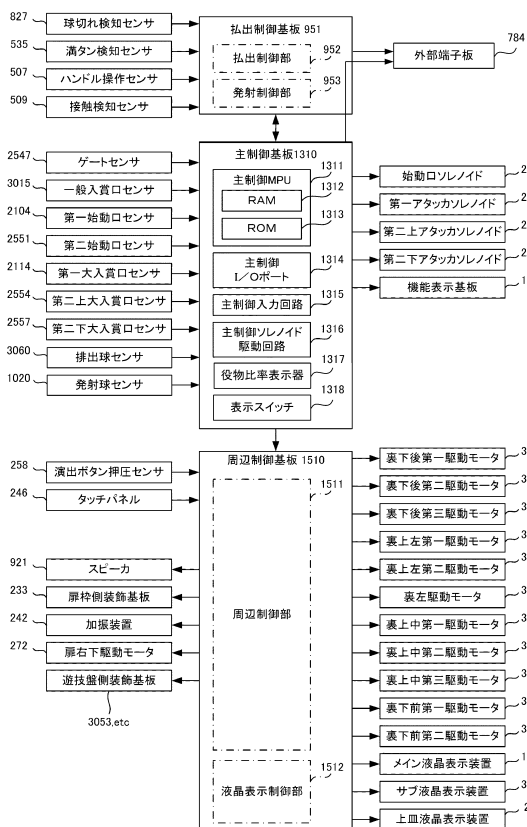 827 球切れ検知センサ
535 満タン検知センサ
507 ハンドル操作センサ
509 接触検知センサ
払出制御基板 951
払出制御部 952
発射制御部 953
外部端子板 784
2547 ゲートセンサ
3015 一般入賞口センサ
2104 第一始動口センサ
2551 第二始動口センサ
2114 第一大入賞口センサ
2554 第二上大入賞口センサ
2557 第二下大入賞口センサ
3060 排出球センサ
1020 発射球センサ
主制御基板1310
主制御MPU 1311
RAM 1312
ROM 1313
主制御
I/Oポート 1314
主制御入力回路 1315
主制御ソレノイド
駆動回路 1316
役物比率表示器 1317
表示スイッチ 1318
始動口ソレノイド 2
第一アタッカソレノイド 2
第二上アタッカソレノイド 2
第二下アタッカソレノイド 2
機能表示基板 1
258 演出ボタン押圧センサ
246 タッチパネル
921 スピーカ
233 扉枠側装飾基板
242 加振装置
272 扉右下駆動モータ
遊技盤側装飾基板
3053,etc
周辺制御基板 1510
1511
周辺制御部
液晶表示制御部 1512
裏下後第一駆動モータ 3
裏下後第二駆動モータ 3
裏下後第三駆動モータ 3
裏上左第一駆動モータ 3
裏上左第二駆動モータ 3
裏左駆動モータ 3
裏上中第一駆動モータ 3
裏上中第二駆動モータ 3
裏上中第三駆動モータ 3
裏下前第一駆動モータ 3
裏下前第二駆動モータ 3
メイン液晶表示装置 1
サブ液晶表示装置 3
上皿液晶表示装置 2